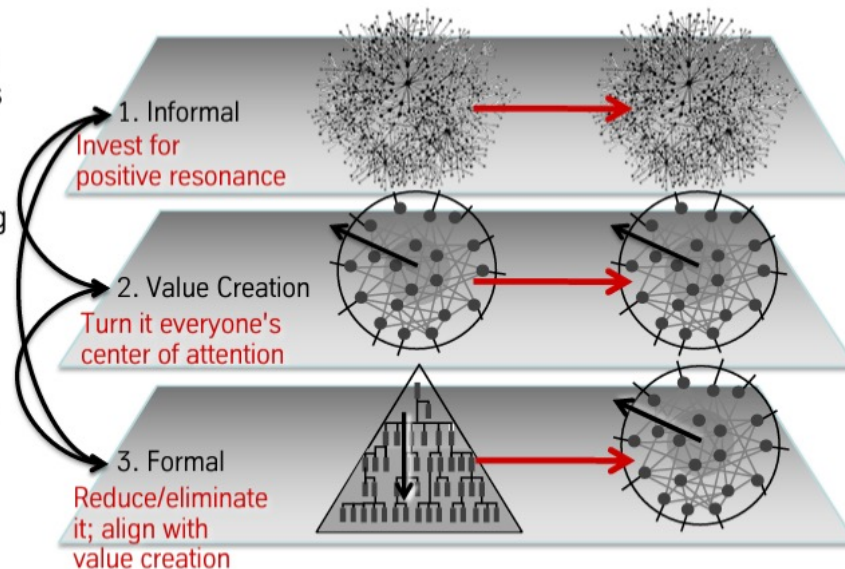 s
1. Informal
Invest for
positive resonance
g
2. Value Creation
Turn it everyone's
center of attention
3. Formal
Reduce/eliminate
it; align with
value creation